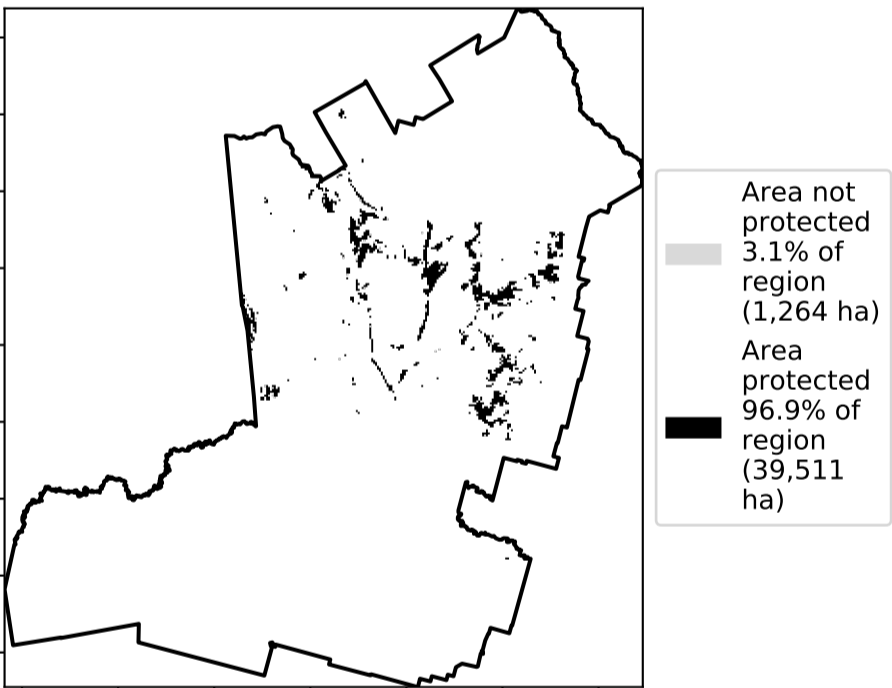 Area not
protected
3.1% of
region
(1,264 ha)
Area
protected
96.9% of
region
(39,511
ha)